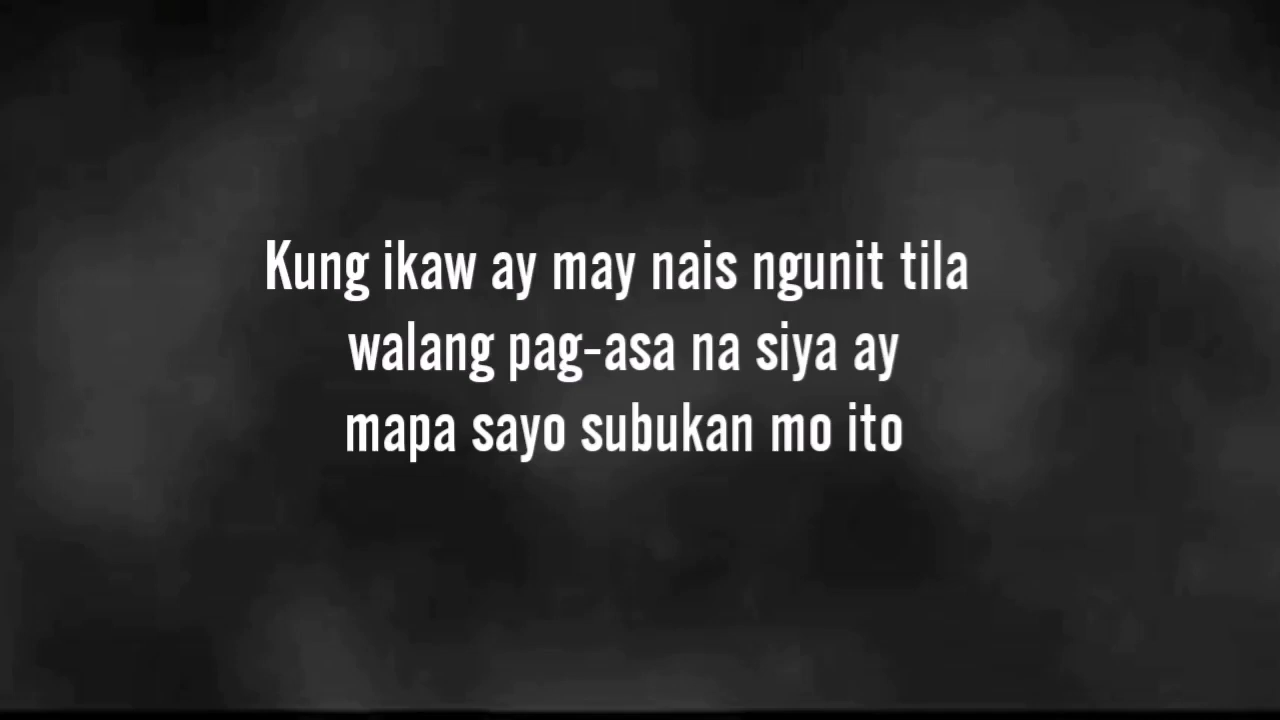 Kung ikaw ay may nais ngunit tila
walang pag-asa na siya ay
mapa sayo subukan mo ito